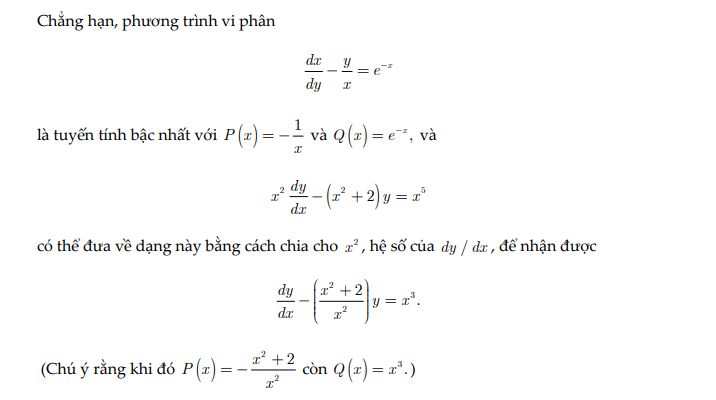 Chẳng hạn, phương trình vi phân
dx/dy − y/x = e^{−x}
là tuyến tính bậc nhất với P(x) = −1/x và Q(x) = e^{−x}, và
x² dy/dx − (x² + 2)y = x⁵
có thể đưa về dạng này bằng cách chia cho x², hệ số của dy / dx, để nhận được
dy/dx − ((x² + 2)/x²)y = x³.
(Chú ý rằng khi đó P(x) = −(x² + 2)/x² còn Q(x) = x³.)